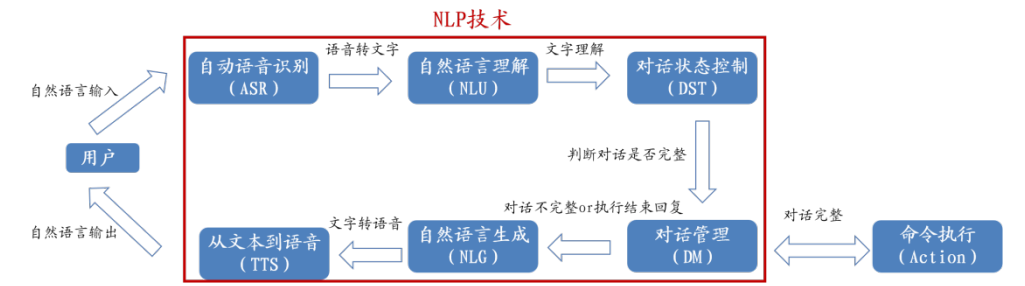 NLP技术
语音转文字
文字理解
自动语音识别
(ASR)
自然语言理解
(NLU)
对话状态控制
(DST)
自然语言输入
用户
判断对话是否完整
对话不完整or执行结束回复
对话完整
文字转语音
自然语言输出
从文本到语音
(TTS)
自然语言生成
(NLG)
对话管理
(DM)
命令执行
(Action)